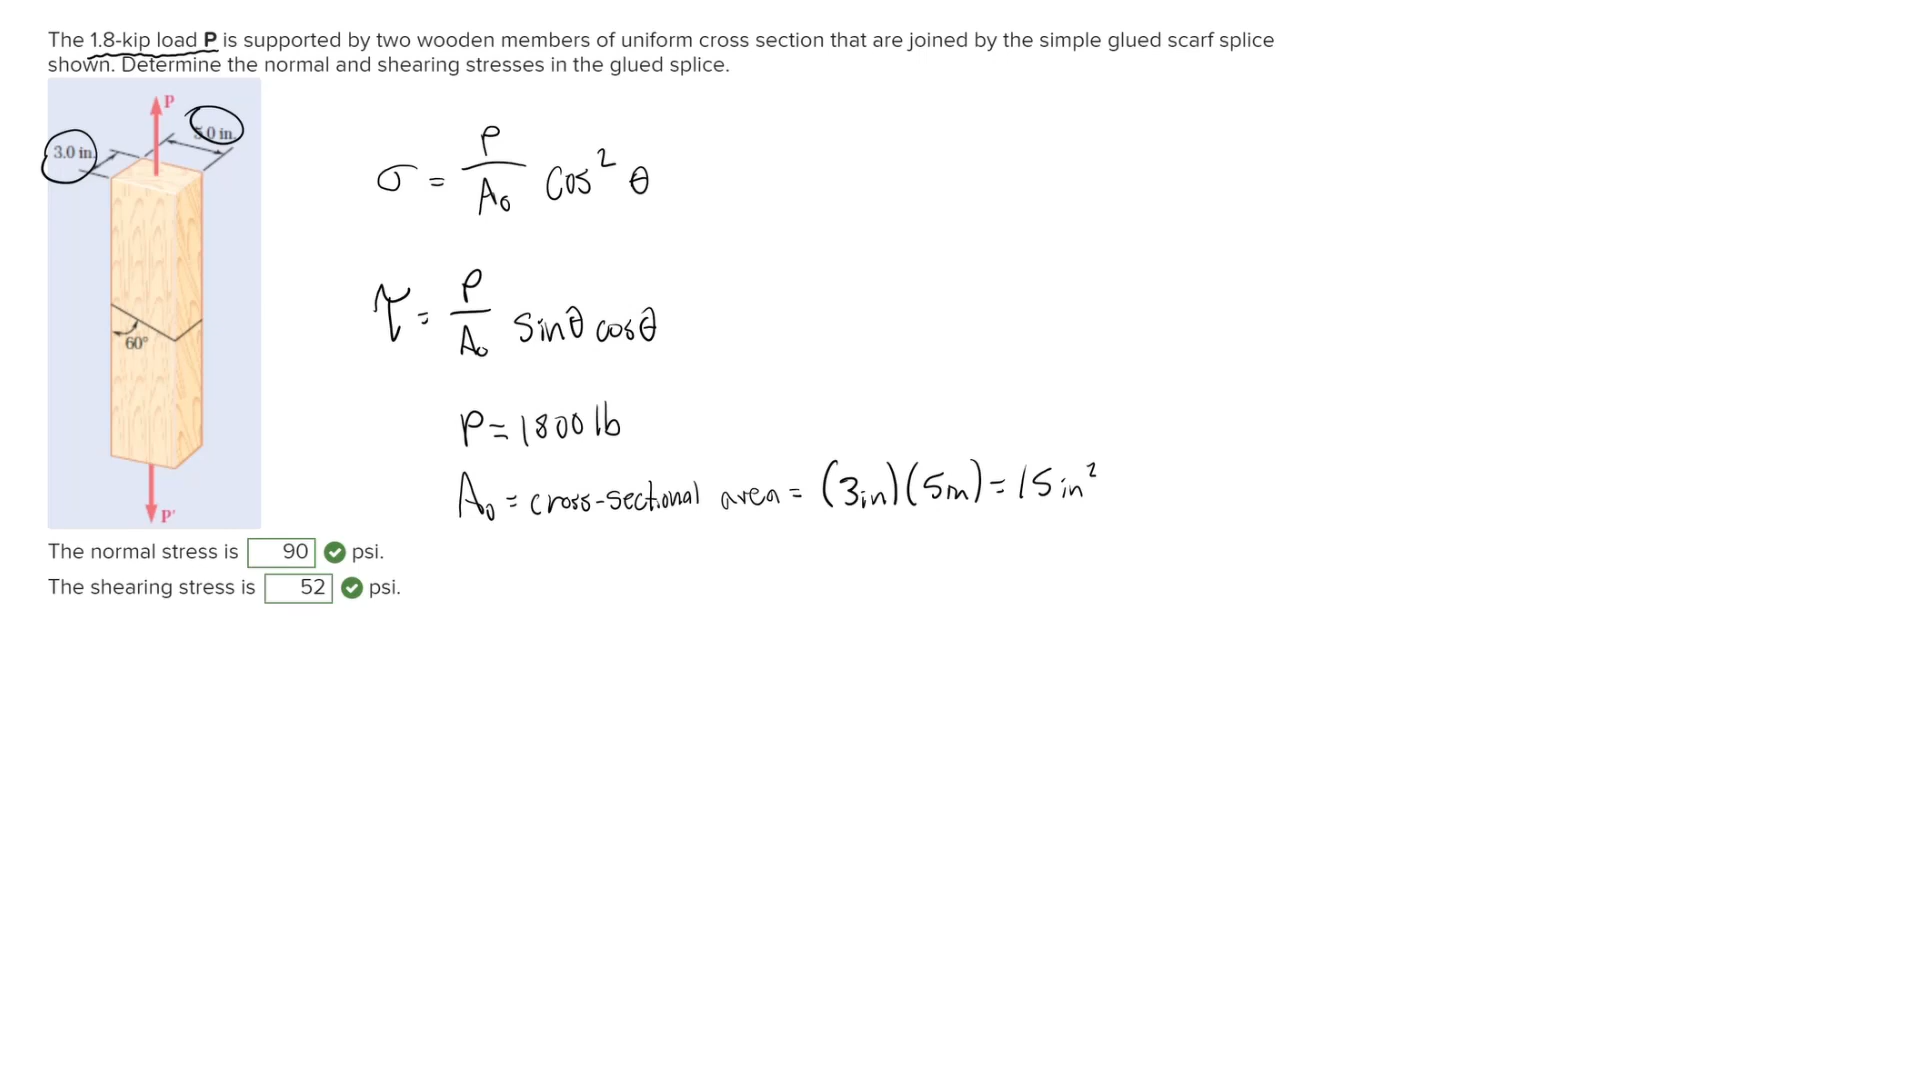 The 1.8-kip load P is supported by two wooden members of uniform cross section that are joined by the simple glued scarf splice
shown. Determine the normal and shearing stresses in the glued splice.
P
5.0 in.
3.0 in.
σ = P/A₀ cos² θ
τ = P/A₀ sinθ cosθ
60°
P = 1800 lb
A₀ = cross-sectional area = (3in)(5in) = 15 in²
P'
The normal stress is 90 psi.
The shearing stress is 52 psi.